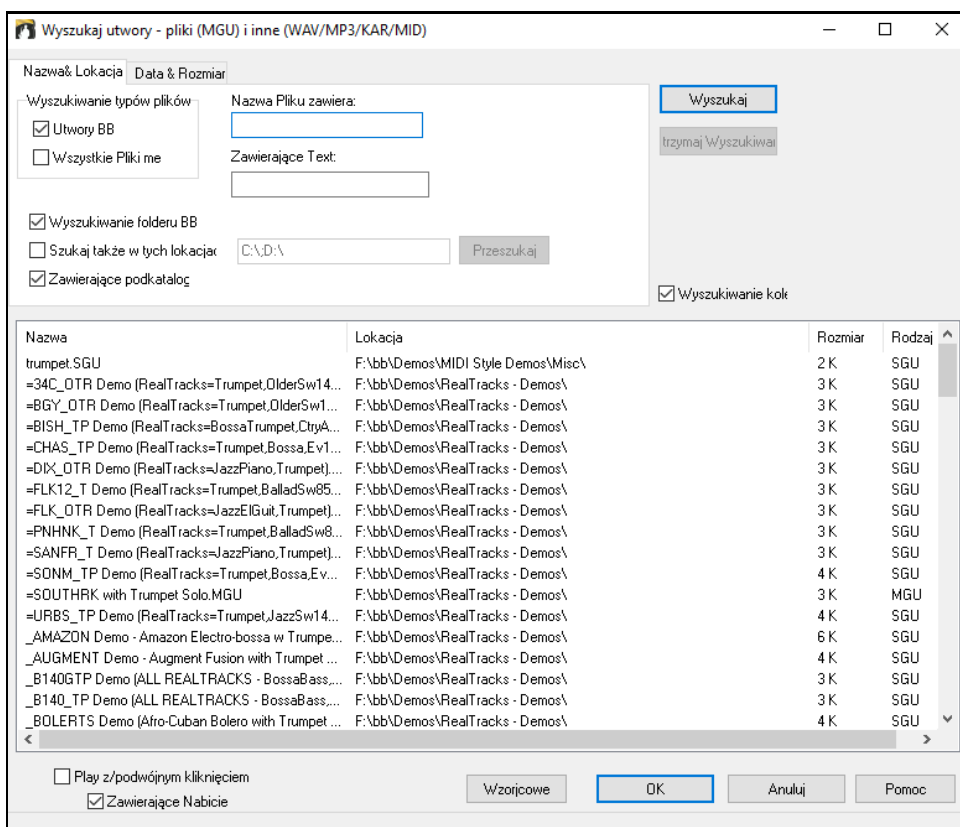 Wyszukaj utwory - pliki (MGU) i inne (WAV/MP3/KAR/MID)
Nazwa& Lokacja Data & Rozmiar
Wyszukiwanie typów plików Nazwa Pliku zawiera: Wyszukaj
Utwory BB
Wszystkie Pliki me Zawierające Text: trzymaj Wyszukiwar
Wyszukiwanie folderu BB
Szukaj także w tych lokacjac C:\;D:\ Przeszukaj
Zawierające podkatalog Wyszukiwanie kole
Nazwa Lokacja Rozmiar Rodzaj
trumpet.SGU F:\bb\Demos\MIDI Style Demos\Misc\ 2 K SGU
=34C_OTR Demo (RealTracks=Trumpet,OlderSw14... F:\bb\Demos\RealTracks - Demos\ 3 K SGU
=BGY_OTR Demo (RealTracks=Trumpet,OlderSw1... F:\bb\Demos\RealTracks - Demos\ 3 K SGU
=BISH_TP Demo (RealTracks=BossaTrumpet,CtryA... F:\bb\Demos\RealTracks - Demos\ 3 K SGU
=CHAS_TP Demo (RealTracks=Trumpet,Bossa,Ev1... F:\bb\Demos\RealTracks - Demos\ 3 K SGU
=DIX_OTR Demo (RealTracks=JazzPiano,Trumpet).... F:\bb\Demos\RealTracks - Demos\ 3 K SGU
=FLK12_T Demo (RealTracks=Trumpet,BalladSw85... F:\bb\Demos\RealTracks - Demos\ 3 K SGU
=FLK_OTR Demo (RealTracks=JazzElGuit,Trumpet)... F:\bb\Demos\RealTracks - Demos\ 3 K SGU
=PNHNK_T Demo (RealTracks=Trumpet,BalladSw8... F:\bb\Demos\RealTracks - Demos\ 3 K SGU
=SANFR_T Demo (RealTracks=JazzPiano,Trumpet)... F:\bb\Demos\RealTracks - Demos\ 3 K SGU
=SONM_TP Demo (RealTracks=Trumpet,Bossa,Ev... F:\bb\Demos\RealTracks - Demos\ 4 K SGU
=SOUTHRK with Trumpet Solo.MGU F:\bb\Demos\RealTracks - Demos\ 3 K MGU
=URBS_TP Demo (RealTracks=Trumpet,JazzSw14... F:\bb\Demos\RealTracks - Demos\ 4 K SGU
_AMAZON Demo - Amazon Electro-bossa w Trumpe... F:\bb\Demos\RealTracks - Demos\ 6 K SGU
_AUGMENT Demo - Augment Fusion with Trumpet ... F:\bb\Demos\RealTracks - Demos\ 4 K SGU
_B140GTP Demo (ALL REALTRACKS - BossaBass,... F:\bb\Demos\RealTracks - Demos\ 3 K SGU
_B140_TP Demo (ALL REALTRACKS - BossaBass,... F:\bb\Demos\RealTracks - Demos\ 3 K SGU
_BOLERTS Demo (Afro-Cuban Bolero with Trumpet ... F:\bb\Demos\RealTracks - Demos\ 4 K SGU
Play z/podwójnym kliknięciem
Zawierające Nabicie Wzorjcowe OK Anuluj Pomoc